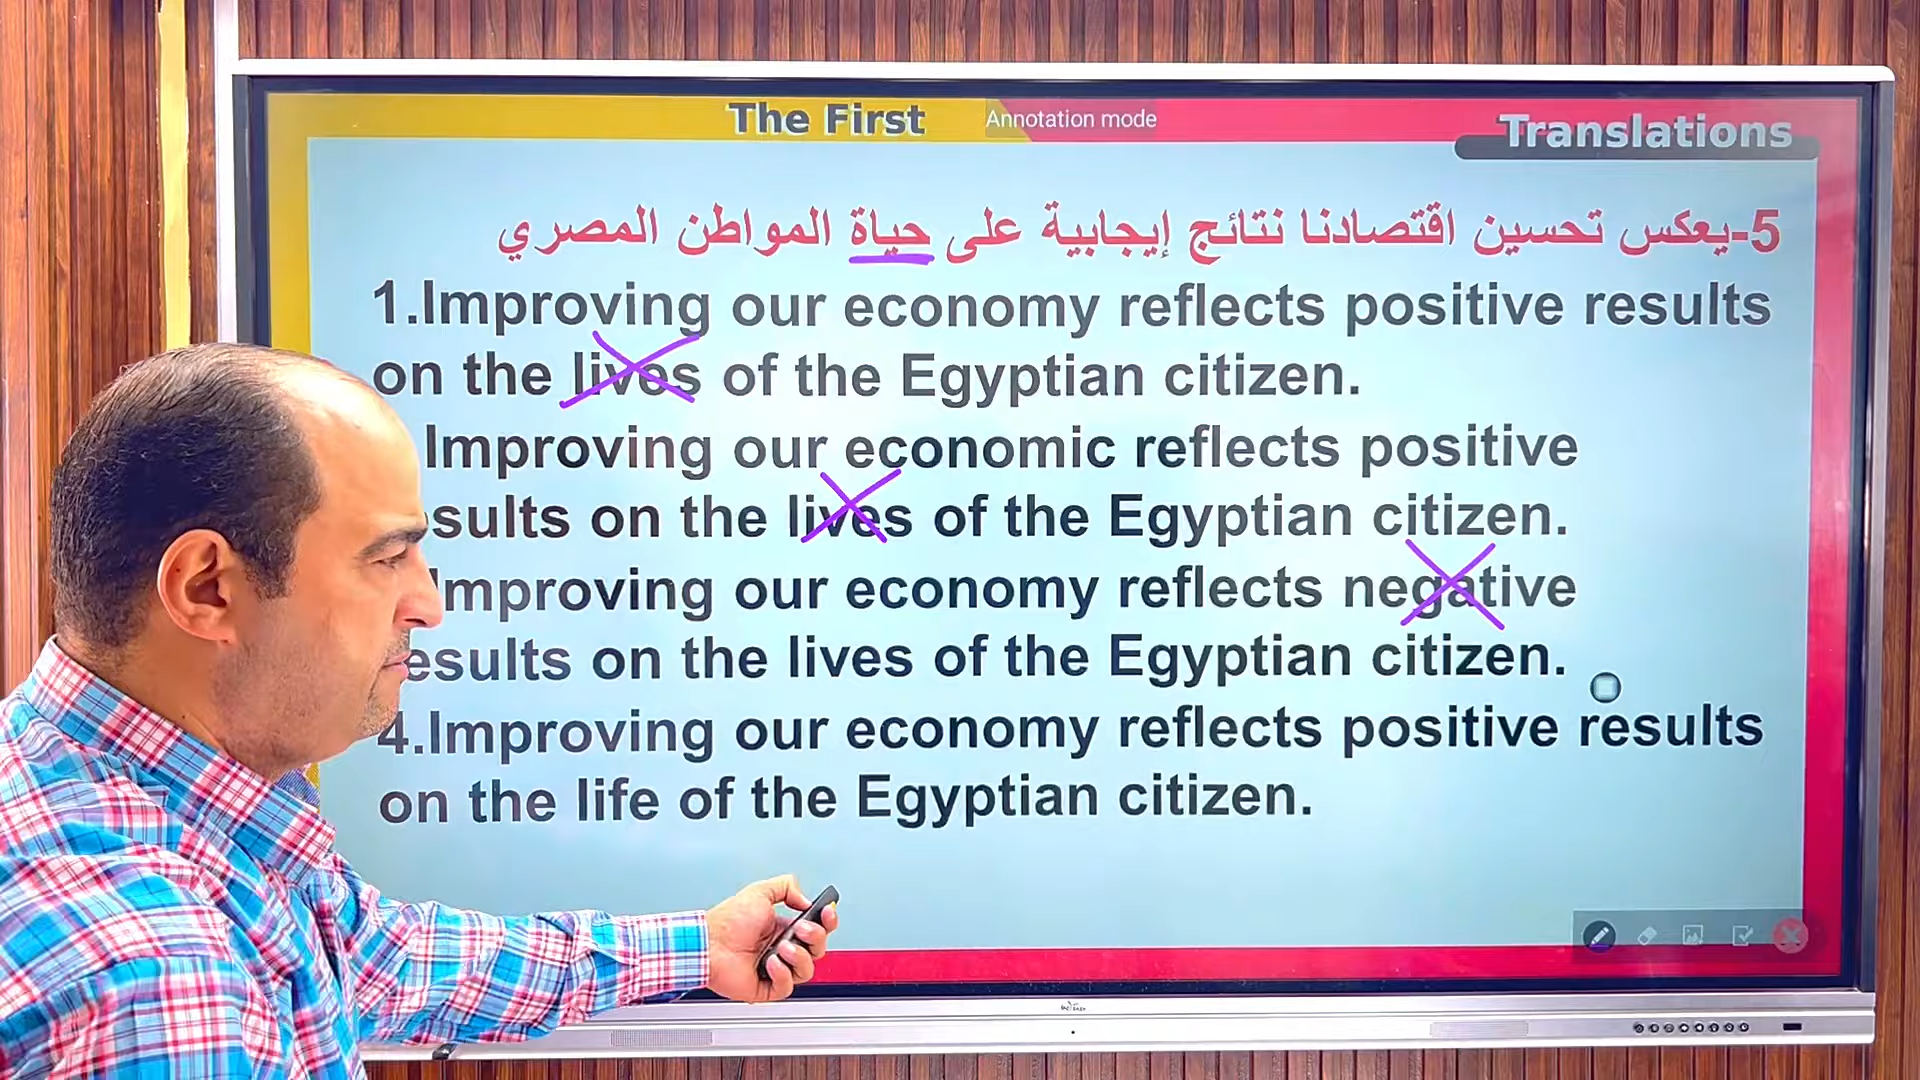 The First
Annotation mode
Translations
5-يعكس تحسين اقتصادنا نتائج إيجابية على حياة المواطن المصري
1.Improving our economy reflects positive results
on the lives of the Egyptian citizen.
Improving our economic reflects positive
sults on the lives of the Egyptian citizen.
Improving our economy reflects negative
esults on the lives of the Egyptian citizen.
4.Improving our economy reflects positive results
on the life of the Egyptian citizen.